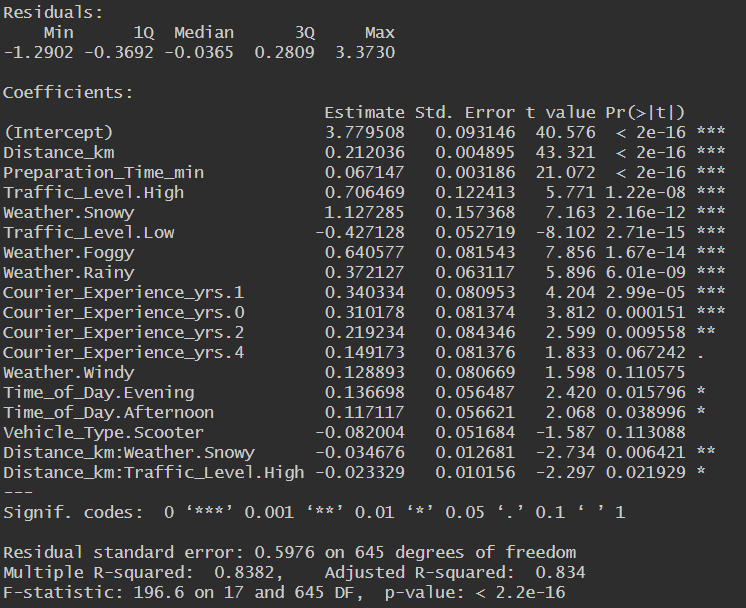 Residuals:
    Min      1Q  Median      3Q     Max
-1.2902 -0.3692 -0.0365  0.2809  3.3730

Coefficients:
                               Estimate Std. Error t value Pr(>|t|)
(Intercept)                    3.779508   0.093146  40.576  < 2e-16 ***
Distance_km                    0.212036   0.004895  43.321  < 2e-16 ***
Preparation_Time_min           0.067147   0.003186  21.072  < 2e-16 ***
Traffic_Level.High             0.706469   0.122413   5.771 1.22e-08 ***
Weather.Snowy                  1.127285   0.157368   7.163 2.16e-12 ***
Traffic_Level.Low             -0.427128   0.052719  -8.102 2.71e-15 ***
Weather.Foggy                  0.640577   0.081543   7.856 1.67e-14 ***
Weather.Rainy                  0.372127   0.063117   5.896 6.01e-09 ***
Courier_Experience_yrs.1       0.340334   0.080953   4.204 2.99e-05 ***
Courier_Experience_yrs.0       0.310178   0.081374   3.812 0.000151 ***
Courier_Experience_yrs.2       0.219234   0.084346   2.599 0.009558 **
Courier_Experience_yrs.4       0.149173   0.081376   1.833 0.067242 .
Weather.Windy                  0.128893   0.080669   1.598 0.110575
Time_of_Day.Evening            0.136698   0.056487   2.420 0.015796 *
Time_of_Day.Afternoon          0.117117   0.056621   2.068 0.038996 *
Vehicle_Type.Scooter          -0.082004   0.051684  -1.587 0.113088
Distance_km:Weather.Snowy     -0.034676   0.012681  -2.734 0.006421 **
Distance_km:Traffic_Level.High -0.023329   0.010156  -2.297 0.021929 *
---
Signif. codes:  0 ‘***’ 0.001 ‘**’ 0.01 ‘*’ 0.05 ‘.’ 0.1 ‘ ’ 1

Residual standard error: 0.5976 on 645 degrees of freedom
Multiple R-squared:  0.8382,	Adjusted R-squared:  0.834
F-statistic: 196.6 on 17 and 645 DF,  p-value: < 2.2e-16